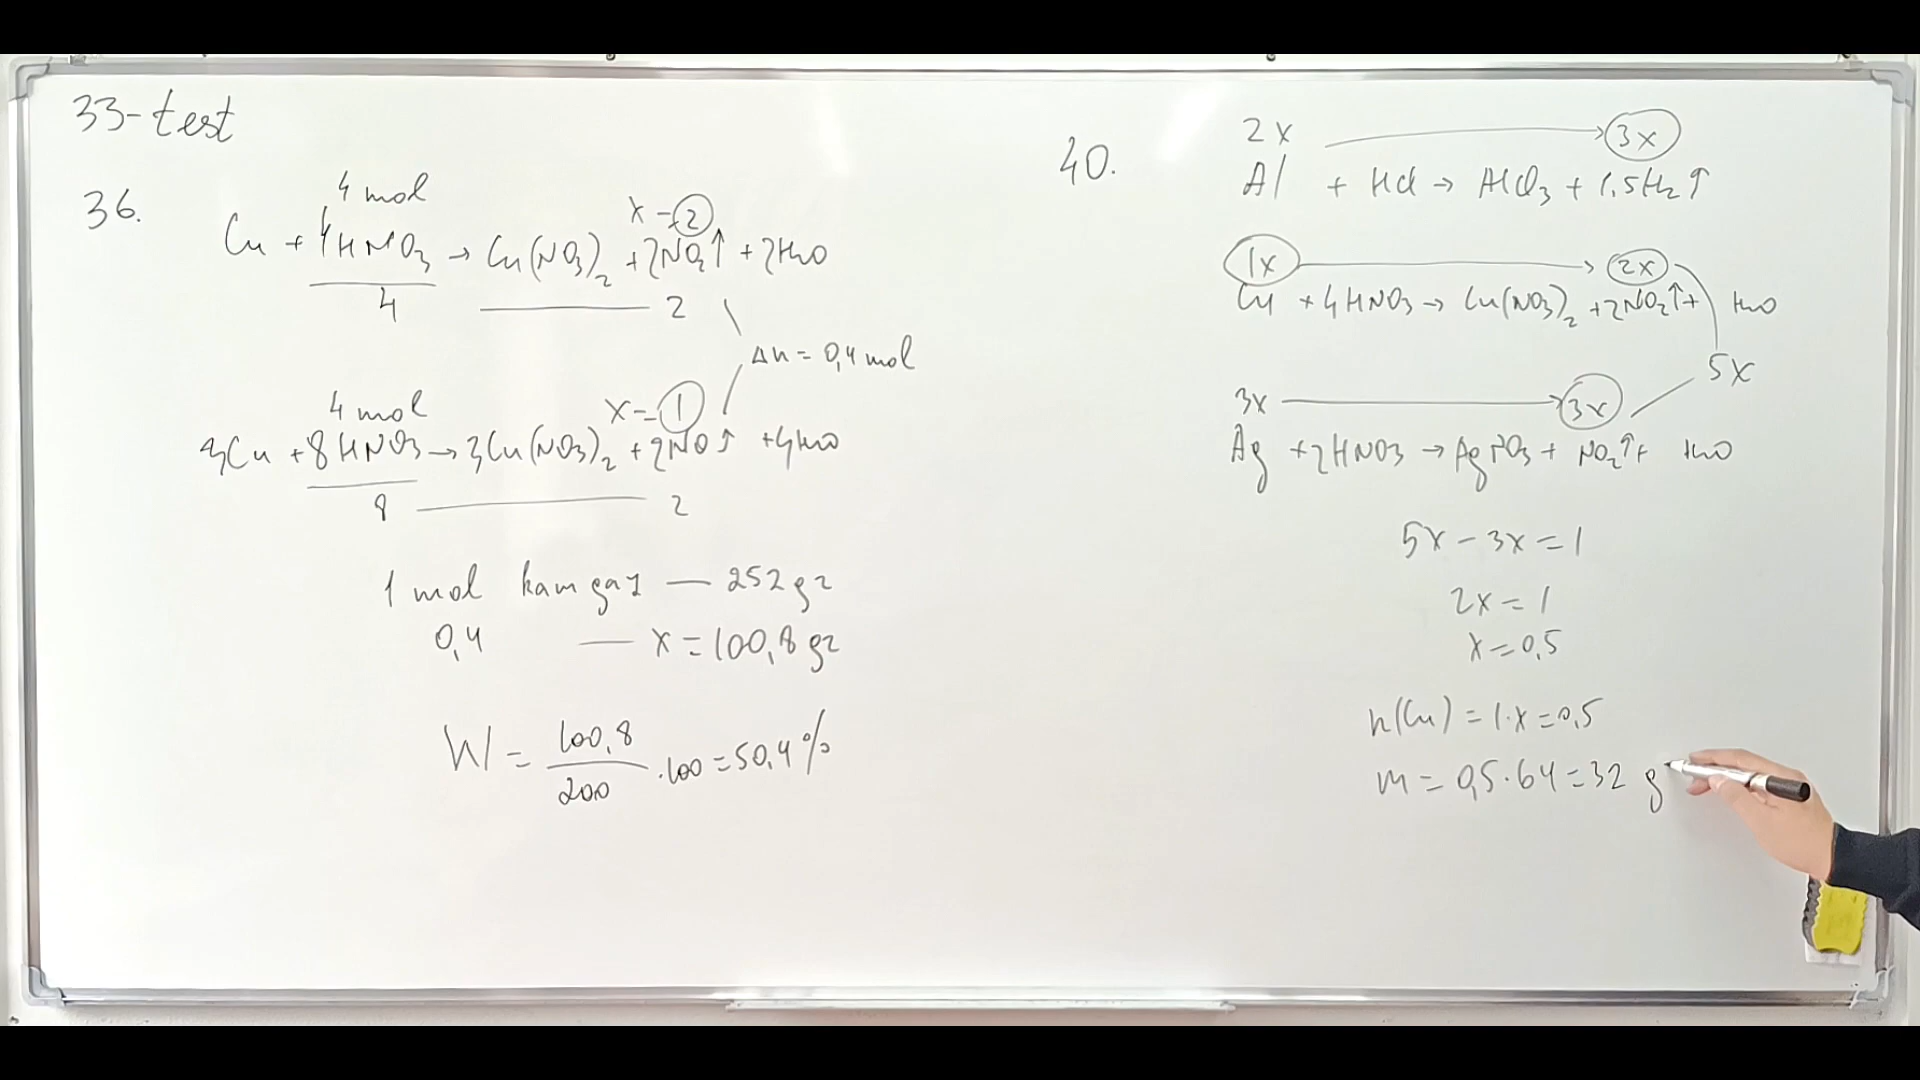 33-test
36.
4 mol
x=2
Cu + 4HNO3 → Cu(NO3)2 + 2NO2↑ + 2H2O
4 2
Δn = 0,4 mol
4 mol
x=1
3Cu + 8HNO3 → 3Cu(NO3)2 + 2NO↑ + 4H2O
8 2
1 mol kam gaz — 252 gr
0,4 — x = 100,8 gr
W = 100,8/200 · 100 = 50,4 %
40.
2x → 3x
Al + HCl → AlCl3 + 1.5H2↑
1x → 2x
Cu + 4HNO3 → Cu(NO3)2 + 2NO2↑ + H2O
5x
3x → 3x
Ag + 2HNO3 → AgNO3 + NO2↑ + H2O
5x - 3x = 1
2x = 1
x = 0,5
n(Cu) = 1·x = 0,5
m = 0,5·64 = 32 g